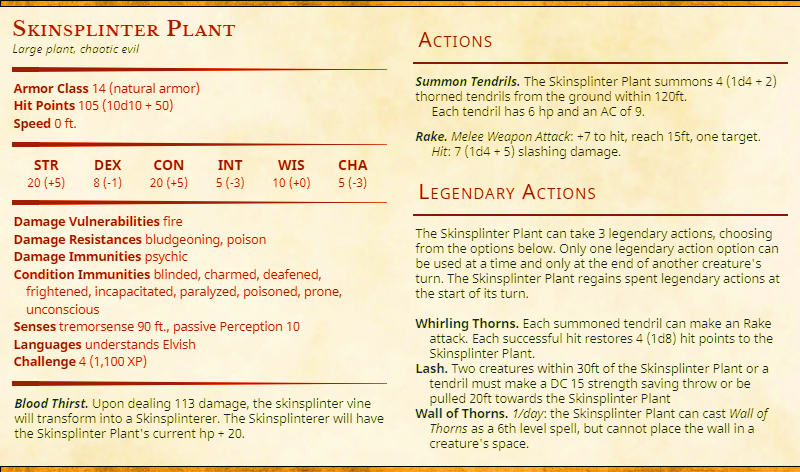 Skinsplinter Plant
Large plant, chaotic evil
Armor Class 14 (natural armor)
Hit Points 105 (10d10 + 50)
Speed 0 ft.
STR DEX CON INT WIS CHA
20 (+5) 8 (-1) 20 (+5) 5 (-3) 10 (+0) 5 (-3)
Damage Vulnerabilities fire
Damage Resistances bludgeoning, poison
Damage Immunities psychic
Condition Immunities blinded, charmed, deafened,
frightened, incapacitated, paralyzed, poisoned, prone,
unconscious
Senses tremorsense 90 ft., passive Perception 10
Languages understands Elvish
Challenge 4 (1,100 XP)
Blood Thirst. Upon dealing 113 damage, the skinsplinter vine
will transform into a Skinsplinterer. The Skinsplinterer will have
the Skinsplinter Plant's current hp + 20.
Actions
Summon Tendrils. The Skinsplinter Plant summons 4 (1d4 + 2)
thorned tendrils from the ground within 120ft.
Each tendril has 6 hp and an AC of 9.
Rake. Melee Weapon Attack: +7 to hit, reach 15ft, one target.
Hit: 7 (1d4 + 5) slashing damage.
Legendary Actions
The Skinsplinter Plant can take 3 legendary actions, choosing
from the options below. Only one legendary action option can
be used at a time and only at the end of another creature's
turn. The Skinsplinter Plant regains spent legendary actions at
the start of its turn.
Whirling Thorns. Each summoned tendril can make an Rake
attack. Each successful hit restores 4 (1d8) hit points to the
Skinsplinter Plant.
Lash. Two creatures within 30ft of the Skinsplinter Plant or a
tendril must make a DC 15 strength saving throw or be
pulled 20ft towards the Skinsplinter Plant
Wall of Thorns. 1/day: the Skinsplinter Plant can cast Wall of
Thorns as a 6th level spell, but cannot place the wall in a
creature's space.